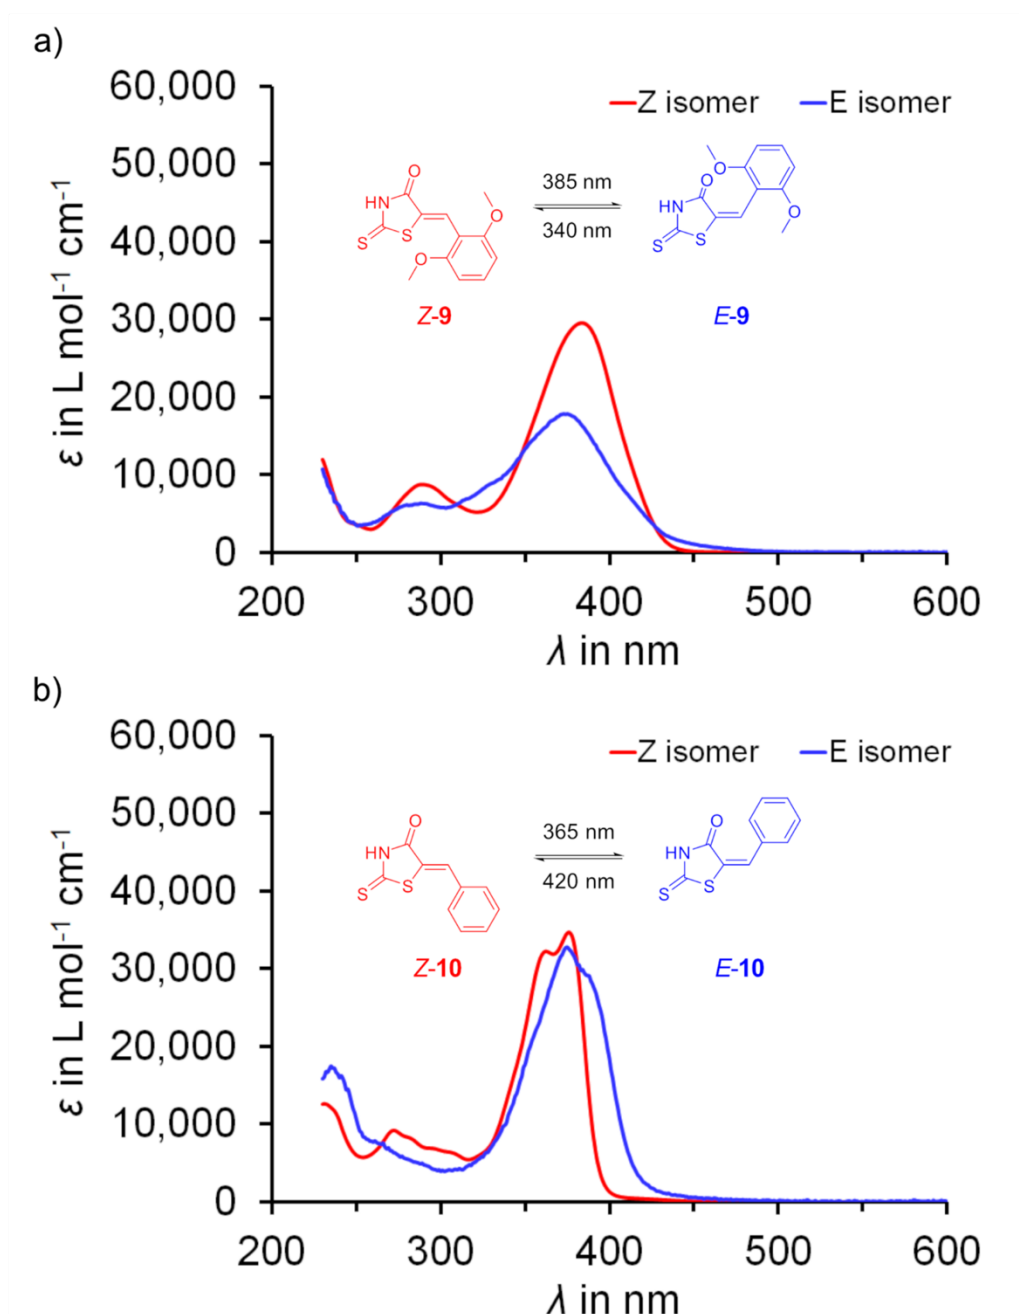 a)
60,000
50,000
40,000
30,000
20,000
10,000
0
ε in L mol⁻¹ cm⁻¹
Z isomer
E isomer
O
HN
S
S
O
O
385 nm
340 nm
O
O
HN
S
S
O
Z-9
E-9
200
300
400
500
600
λ in nm
b)
60,000
50,000
40,000
30,000
20,000
10,000
0
ε in L mol⁻¹ cm⁻¹
Z isomer
E isomer
O
HN
S
S
365 nm
420 nm
O
HN
S
S
Z-10
E-10
200
300
400
500
600
λ in nm